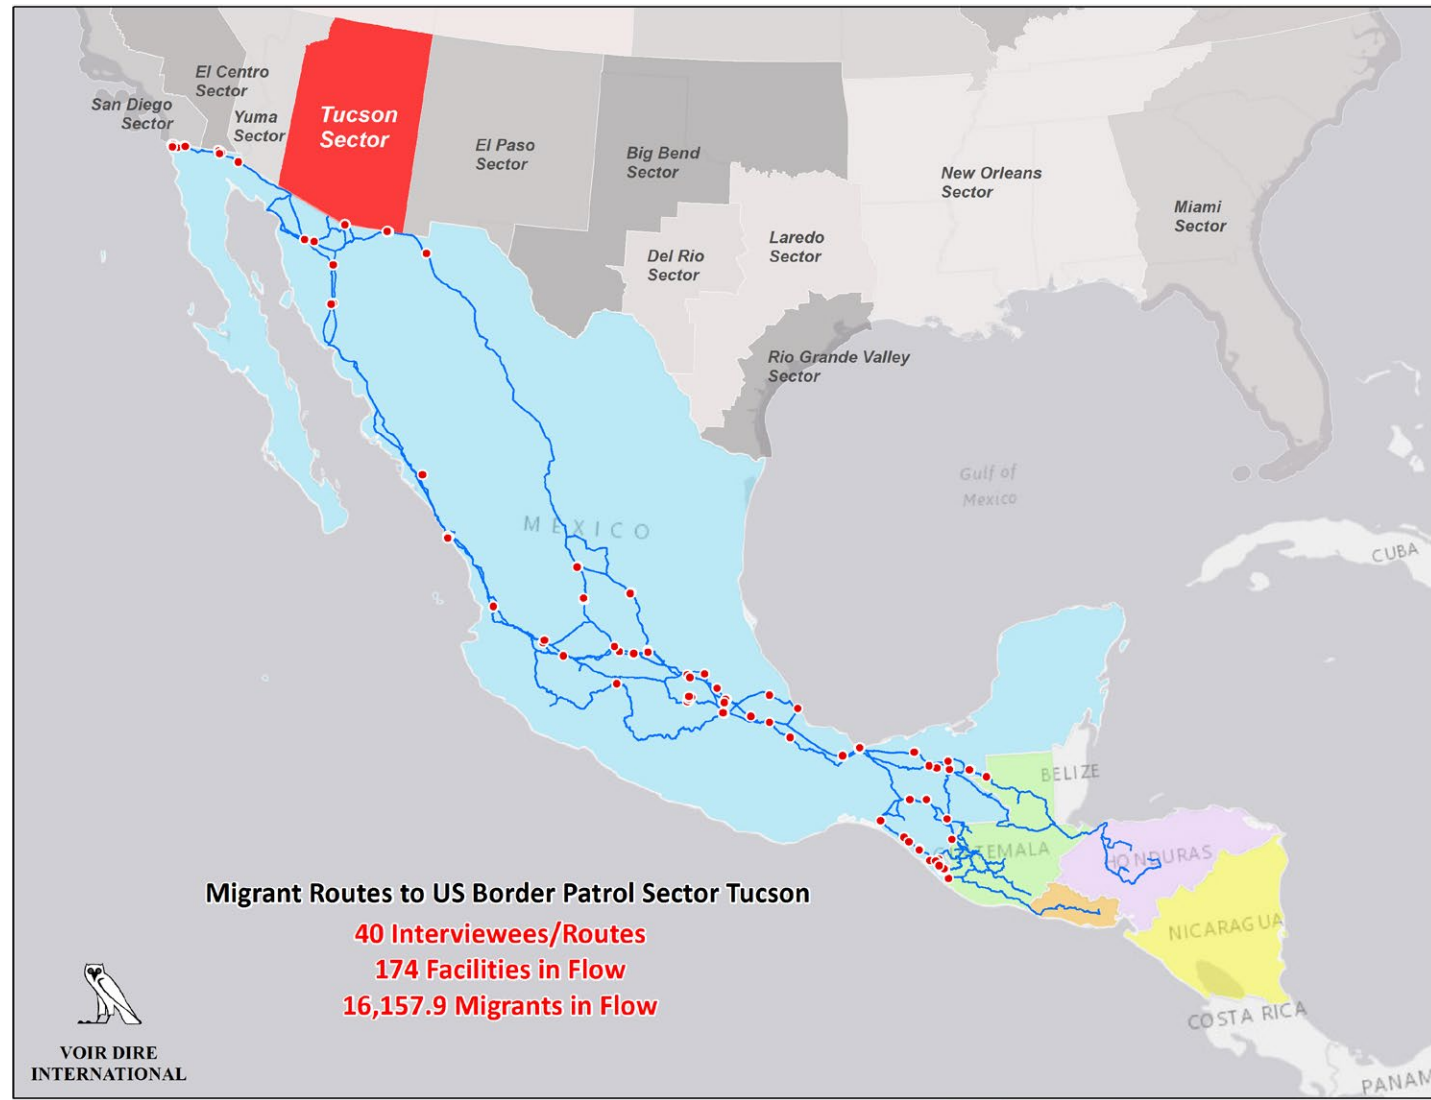 El Centro
Sector
San Diego
Sector
Yuma
Sector
Tucson
Sector
El Paso
Sector
Big Bend
Sector
New Orleans
Sector
Miami
Sector
Del Rio
Sector
Laredo
Sector
Rio Grande Valley
Sector
Gulf of
Mexico
MEXICO
CUBA
BELIZE
GUATEMALA
HONDURAS
NICARAGUA
COSTA RICA
PANAM
Migrant Routes to US Border Patrol Sector Tucson
40 Interviewees/Routes
174 Facilities in Flow
16,157.9 Migrants in Flow
VOIR DIRE
INTERNATIONAL